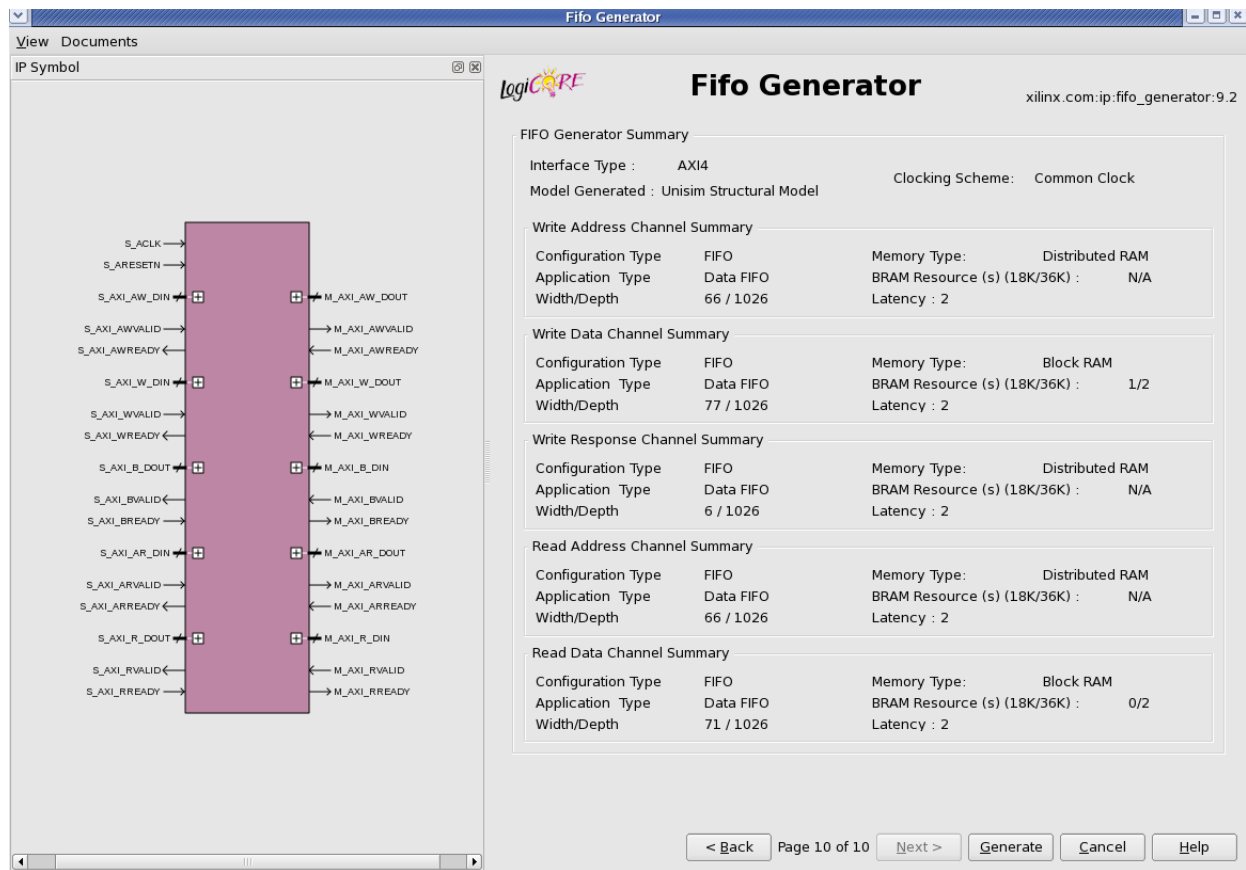 Fifo Generator
View Documents
IP Symbol
S_ACLK
S_ARESETN
S_AXI_AW_DIN M_AXI_AW_DOUT
S_AXI_AWVALID M_AXI_AWVALID
S_AXI_AWREADY M_AXI_AWREADY
S_AXI_W_DIN M_AXI_W_DOUT
S_AXI_WVALID M_AXI_WVALID
S_AXI_WREADY M_AXI_WREADY
S_AXI_B_DOUT M_AXI_B_DIN
S_AXI_BVALID M_AXI_BVALID
S_AXI_BREADY M_AXI_BREADY
S_AXI_AR_DIN M_AXI_AR_DOUT
S_AXI_ARVALID M_AXI_ARVALID
S_AXI_ARREADY M_AXI_ARREADY
S_AXI_R_DOUT M_AXI_R_DIN
S_AXI_RVALID M_AXI_RVALID
S_AXI_RREADY M_AXI_RREADY
LogiCORE
Fifo Generator
xilinx.com:ip:fifo_generator:9.2
FIFO Generator Summary
Interface Type : AXI4
Clocking Scheme: Common Clock
Model Generated : Unisim Structural Model
Write Address Channel Summary
Configuration Type FIFO Memory Type: Distributed RAM
Application Type Data FIFO BRAM Resource (s) (18K/36K) : N/A
Width/Depth 66 / 1026 Latency : 2
Write Data Channel Summary
Configuration Type FIFO Memory Type: Block RAM
Application Type Data FIFO BRAM Resource (s) (18K/36K) : 1/2
Width/Depth 77 / 1026 Latency : 2
Write Response Channel Summary
Configuration Type FIFO Memory Type: Distributed RAM
Application Type Data FIFO BRAM Resource (s) (18K/36K) : N/A
Width/Depth 6 / 1026 Latency : 2
Read Address Channel Summary
Configuration Type FIFO Memory Type: Distributed RAM
Application Type Data FIFO BRAM Resource (s) (18K/36K) : N/A
Width/Depth 66 / 1026 Latency : 2
Read Data Channel Summary
Configuration Type FIFO Memory Type: Block RAM
Application Type Data FIFO BRAM Resource (s) (18K/36K) : 0/2
Width/Depth 71 / 1026 Latency : 2
< Back Page 10 of 10 Next > Generate Cancel Help